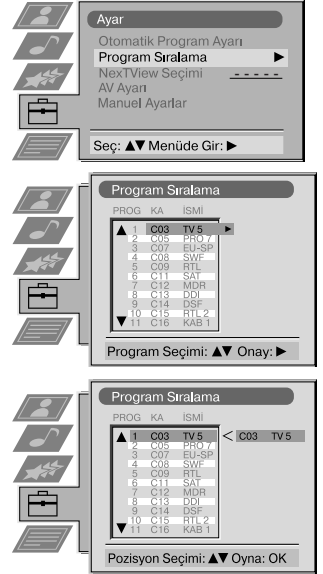 Ayar
Otomatik Program Ayarı
Program Sıralama ►
NexTView Seçimi - - - - -
AV Ayarı
Manuel Ayarlar
Seç: ▲▼ Menüde Gir: ►
Program Sıralama
PROG KA İSMİ
1 C03 TV 5 ►
2 C05 PRO 7
3 C07 EU-SP
4 C08 SWF
5 C09 RTL
6 C11 SAT
7 C12 MDR
8 C13 DDI
9 C14 DSF
10 C15 RTL 2
11 C16 KAB 1
Program Seçimi: ▲▼ Onay: ►
Program Sıralama
PROG KA İSMİ
1 C03 TV 5 < C03 TV 5
2 C05 PRO 7
3 C07 EU-SP
4 C08 SWF
5 C09 RTL
6 C11 SAT
7 C12 MDR
8 C13 DDI
9 C14 DSF
10 C15 RTL 2
11 C16 KAB 1
Pozisyon Seçimi: ▲▼ Oyna: OK